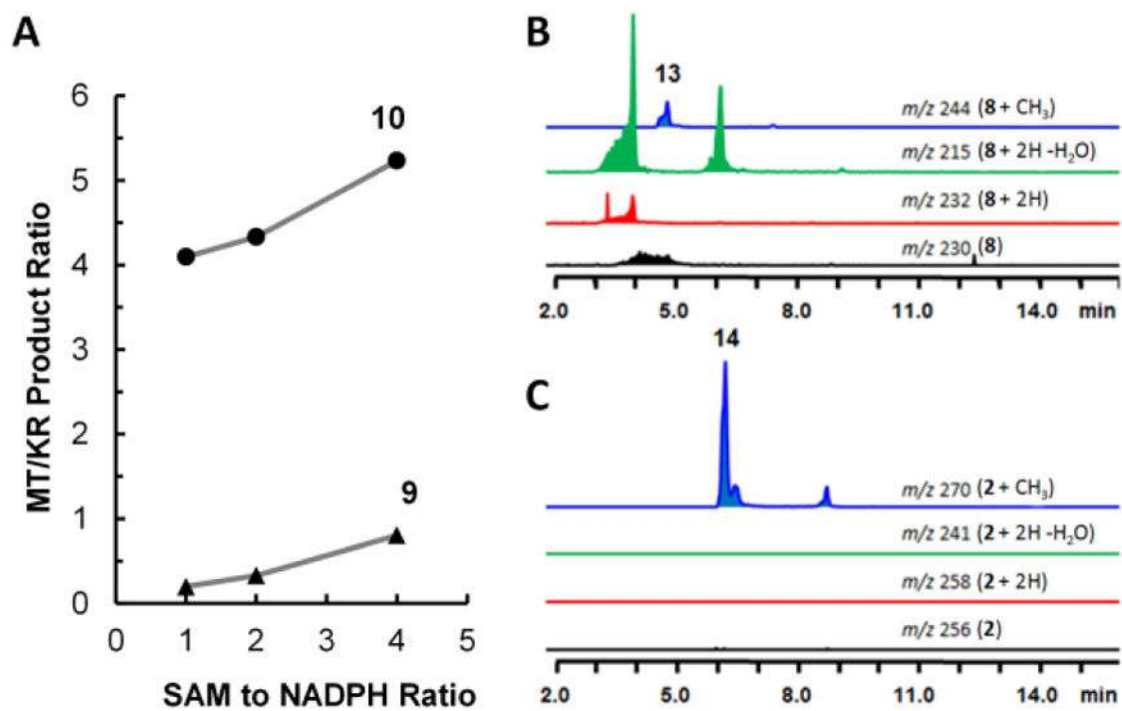 A
MT/KR Product Ratio
6
5
4
3
2
1
0
10
9
0 1 2 3 4 5
SAM to NADPH Ratio
B
13
m/z 244 (8 + CH₃)
m/z 215 (8 + 2H -H₂O)
m/z 232 (8 + 2H)
m/z 230 (8)
2.0 5.0 8.0 11.0 14.0 min
C
14
m/z 270 (2 + CH₃)
m/z 241 (2 + 2H -H₂O)
m/z 258 (2 + 2H)
m/z 256 (2)
2.0 5.0 8.0 11.0 14.0 min